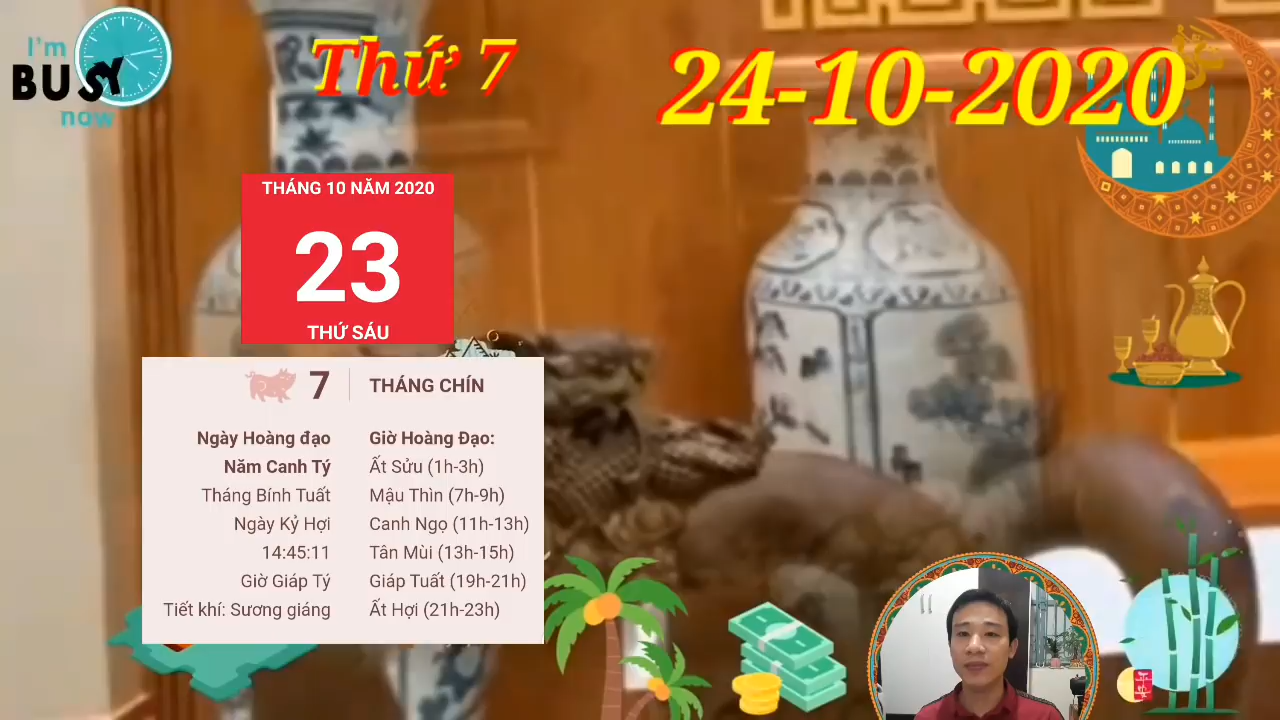 I'm
BUSY
now
Thứ 7
24-10-2020
THÁNG 10 NĂM 2020
23
THỨ SÁU
7
THÁNG CHÍN
Ngày Hoàng đạo
Năm Canh Tý
Tháng Bính Tuất
Ngày Kỷ Hợi
14:45:11
Giờ Giáp Tý
Tiết khí: Sương giáng
Giờ Hoàng Đạo:
Ất Sửu (1h-3h)
Mậu Thìn (7h-9h)
Canh Ngọ (11h-13h)
Tân Mùi (13h-15h)
Giáp Tuất (19h-21h)
Ất Hợi (21h-23h)